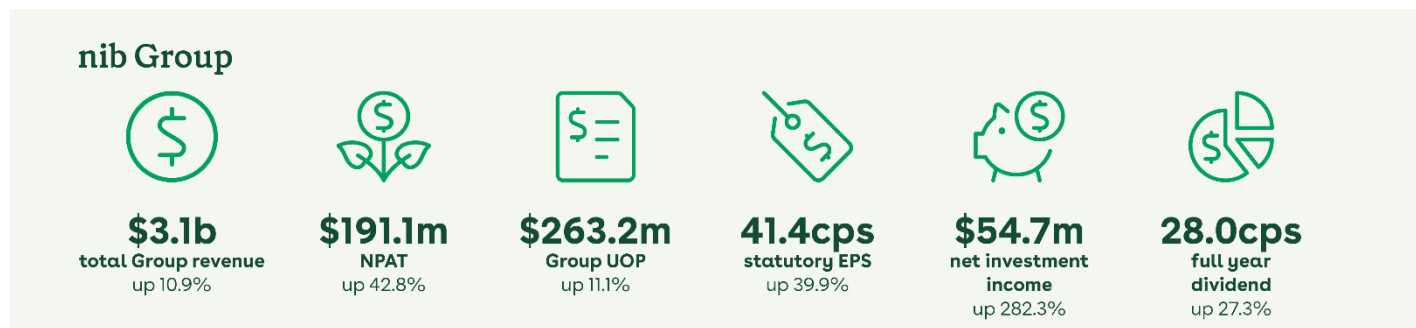 nib Group
$3.1b
total Group revenue
up 10.9%
$191.1m
NPAT
up 42.8%
$263.2m
Group UOP
up 11.1%
41.4cps
statutory EPS
up 39.9%
$54.7m
net investment
income
up 282.3%
28.0cps
full year
dividend
up 27.3%